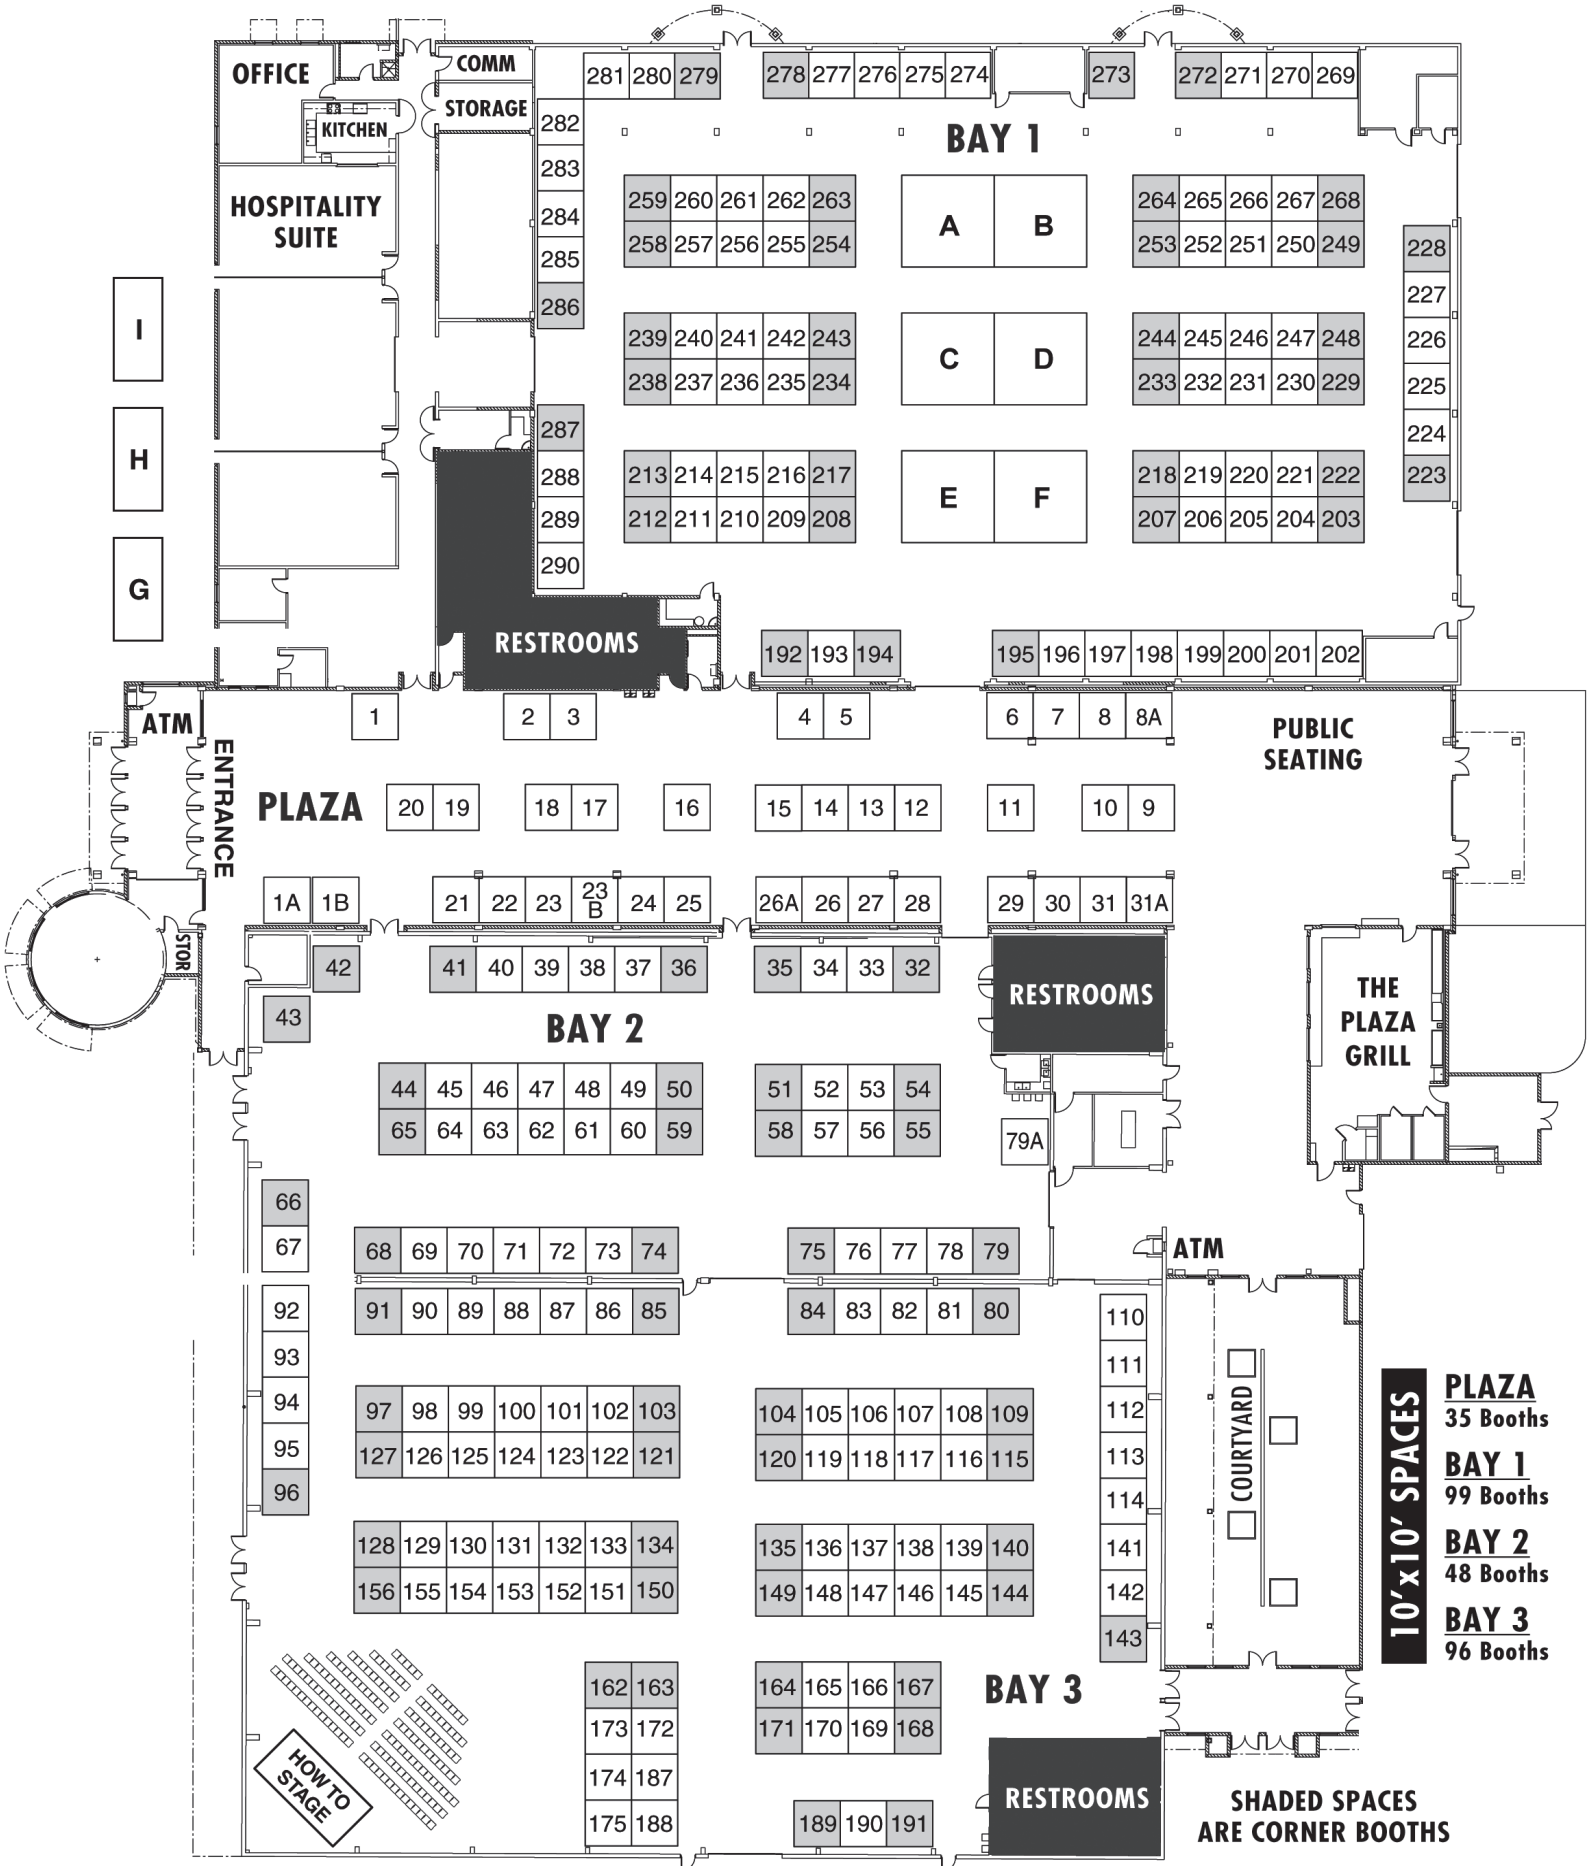 OFFICE
COMM
STORAGE
KITCHEN
281 280 279 278 277 276 275 274 273 272 271 270 269
282
BAY 1
283
HOSPITALITY
SUITE
259 260 261 262 263 264 265 266 267 268
284
A B
258 257 256 255 254 253 252 251 250 249
228
285
227
286
I
239 240 241 242 243 244 245 246 247 248
226
C D
238 237 236 235 234 233 232 231 230 229
225
287
224
H
213 214 215 216 217 218 219 220 221 222
288
223
E F
212 211 210 209 208 207 206 205 204 203
289
290
G
RESTROOMS
192 193 194 195 196 197 198 199 200 201 202
ATM
1 2 3 4 5 6 7 8 8A
PUBLIC
SEATING
ENTRANCE
PLAZA
20 19 18 17 16 15 14 13 12 11 10 9
1A 1B 21 22 23 23 24 25 26A 26 27 28 29 30 31 31A
B
STOR
42 41 40 39 38 37 36 35 34 33 32
RESTROOMS
THE
PLAZA
GRILL
43
BAY 2
44 45 46 47 48 49 50 51 52 53 54
65 64 63 62 61 60 59 58 57 56 55
79A
66
67
68 69 70 71 72 73 74 75 76 77 78 79
ATM
92
91 90 89 88 87 86 85 84 83 82 81 80
110
93
111
94
97 98 99 100 101 102 103 104 105 106 107 108 109
112
95
127 126 125 124 123 122 121 120 119 118 117 116 115
113
96
114
COURTYARD
128 129 130 131 132 133 134 135 136 137 138 139 140
141
156 155 154 153 152 151 150 149 148 147 146 145 144
142
143
10’x10’ SPACES
PLAZA
35 Booths
BAY 1
99 Booths
BAY 2
48 Booths
BAY 3
96 Booths
162 163 164 165 166 167
BAY 3
173 172 171 170 169 168
HOW TO
STAGE
174 187
175 188
189 190 191
RESTROOMS
SHADED SPACES
ARE CORNER BOOTHS